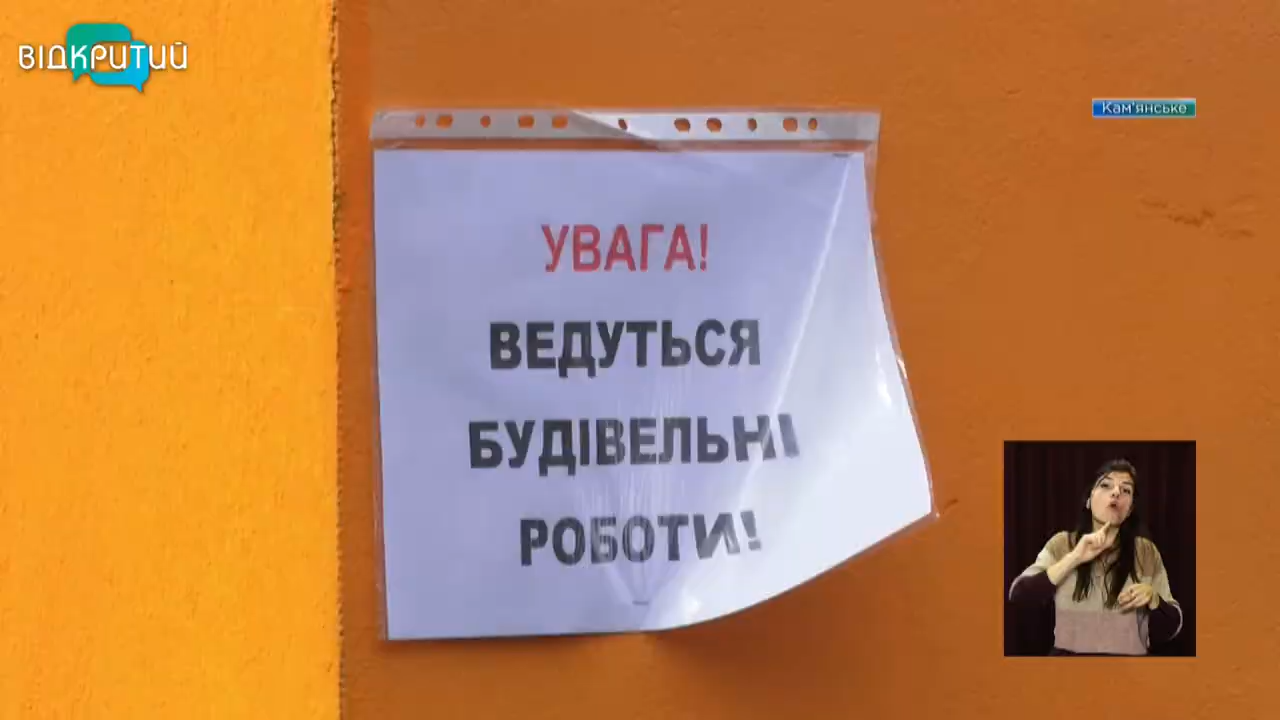 ВІДКРИТИЙ
Кам'янське
УВАГА!
ВЕДУТЬСЯ
БУДІВЕЛЬНІ
РОБОТИ!